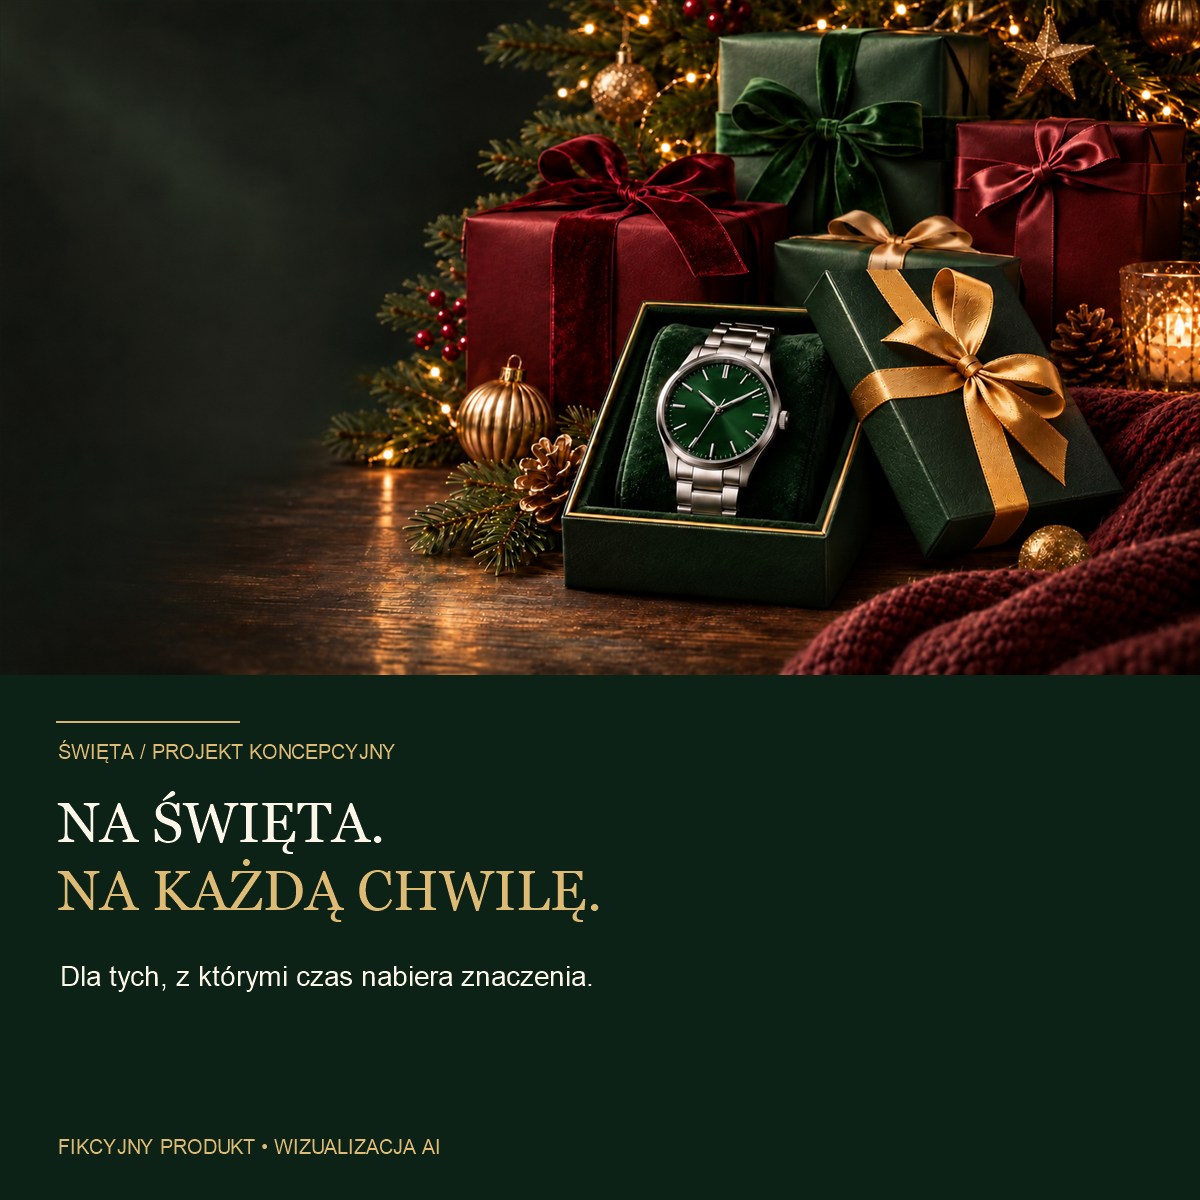 ŚWIĘTA / PROJEKT KONCEPCYJNY
NA ŚWIĘTA.
NA KAŻDĄ CHWILĘ.
Dla tych, z którymi czas nabiera znaczenia.
FIKCYJNY PRODUKT • WIZUALIZACJA AI